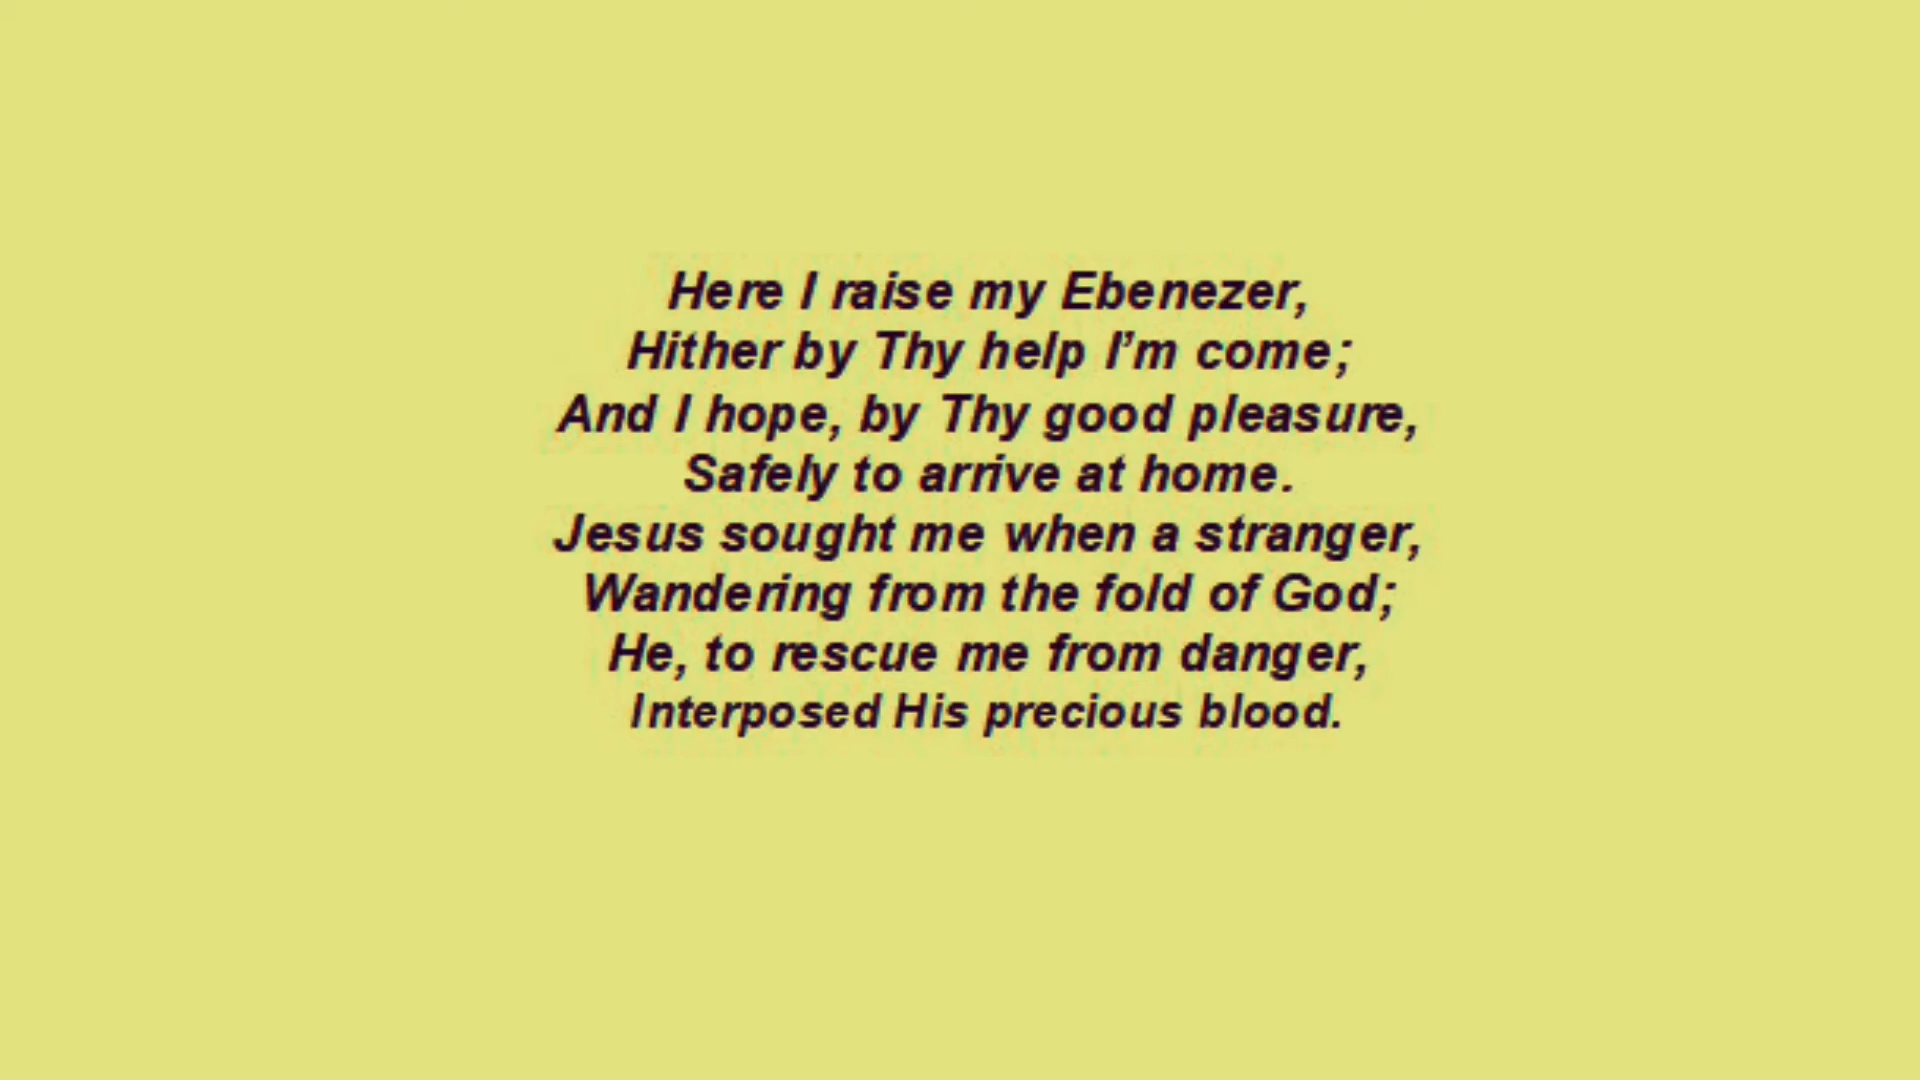 Here I raise my Ebenezer,
Hither by Thy help I’m come;
And I hope, by Thy good pleasure,
Safely to arrive at home.
Jesus sought me when a stranger,
Wandering from the fold of God;
He, to rescue me from danger,
Interposed His precious blood.